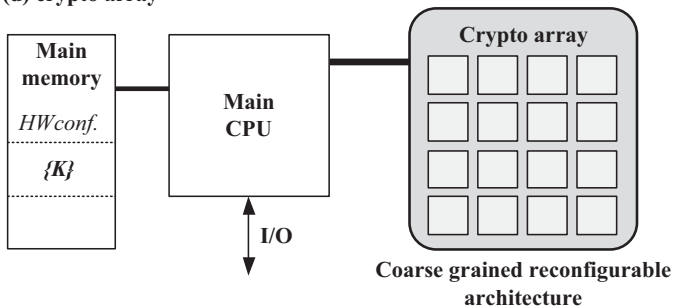 (d) crypto array
Main
memory
HWconf.
{K}
Main
CPU
I/O
Crypto array
Coarse grained reconfigurable
architecture